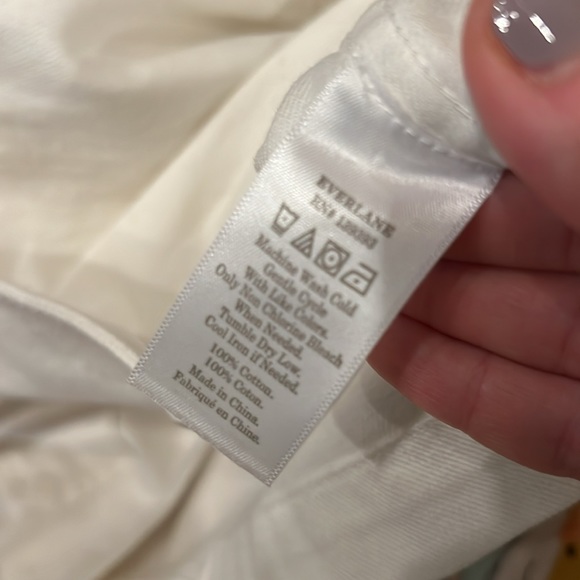 EVERLANE
Machine Wash Cold
Gentle Cycle
With Like Colors.
Only Non Chlorine Bleach
When Needed.
Tumble Dry Low,
Cool Iron if Needed.
100% Cotton.
100% Coton.
Made in China.
Fabriqué en Chine.